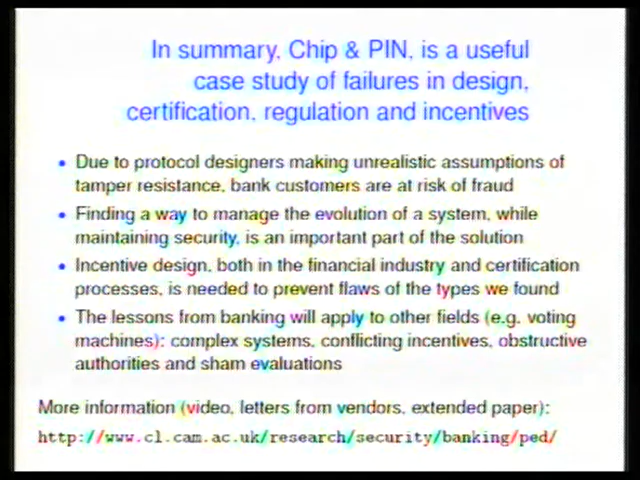 In summary, Chip & PIN, is a useful
case study of failures in design,
certification, regulation and incentives
• Due to protocol designers making unrealistic assumptions of
tamper resistance, bank customers are at risk of fraud
• Finding a way to manage the evolution of a system, while
maintaining security, is an important part of the solution
• Incentive design, both in the financial industry and certification
processes, is needed to prevent flaws of the types we found
• The lessons from banking will apply to other fields (e.g. voting
machines): complex systems, conflicting incentives, obstructive
authorities and sham evaluations
More information (video, letters from vendors, extended paper):
http://www.cl.cam.ac.uk/research/security/banking/ped/